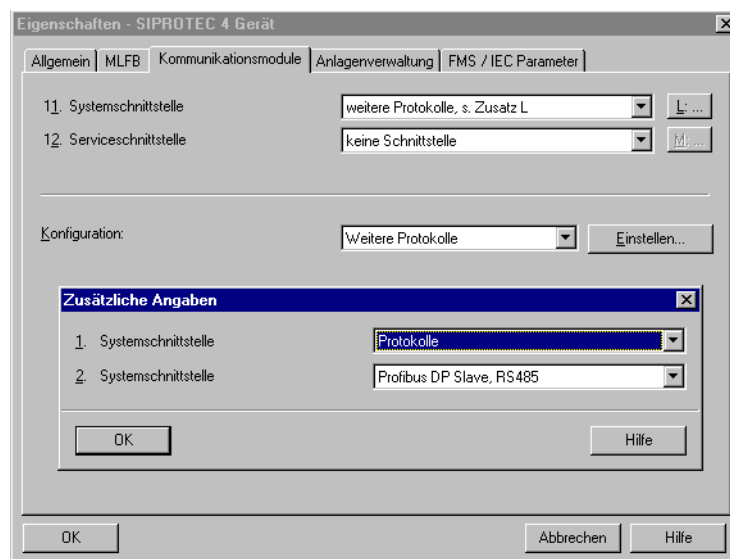 Eigenschaften - SIPROTEC 4 Gerät
Allgemein MLFB Kommunikationsmodule Anlagenverwaltung FMS / IEC Parameter
11. Systemschnittstelle weitere Protokolle, s. Zusatz L L: ...
12. Serviceschnittstelle keine Schnittstelle M: ...
Konfiguration: Weitere Protokolle Einstellen...
Zusätzliche Angaben
1. Systemschnittstelle Protokolle
2. Systemschnittstelle Profibus DP Slave, RS485
OK Hilfe
OK Abbrechen Hilfe